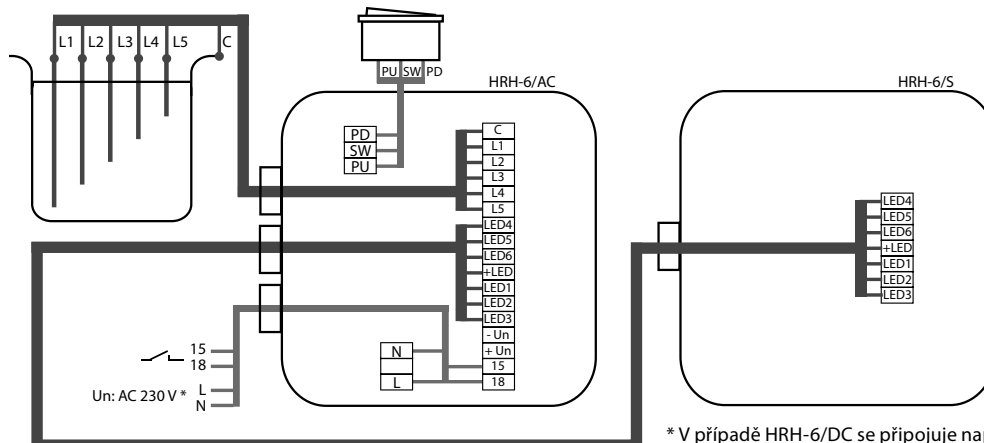 L1 L2 L3 L4 L5 C
PU SW PD
HRH-6/AC
HRH-6/S
PD
SW
PU
C
L1
L2
L3
L4
L5
LED4
LED5
LED6
+LED
LED1
LED2
LED3
- Un
+ Un
15
18
N
L
15
18
Un: AC 230 V * L
N
LED4
LED5
LED6
+LED
LED1
LED2
LED3
* V případě HRH-6/DC se připojuje